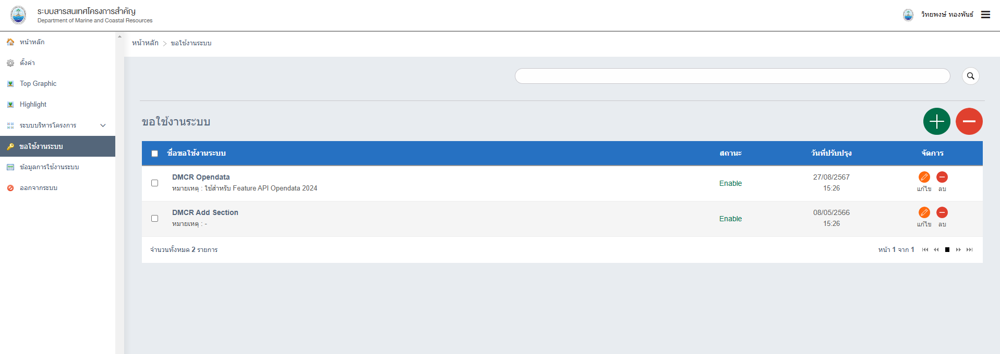 ระบบสารสนเทศโครงการสำคัญ
Department of Marine and Coastal Resources
วิทยพงษ์ ทองพันธ์
หน้าหลัก
ตั้งค่า
Top Graphic
Highlight
ระบบบริหารโครงการ
ขอใช้งานระบบ
ข้อมูลการใช้งานระบบ
ออกจากระบบ
หน้าหลัก > ขอใช้งานระบบ
ขอใช้งานระบบ
ชื่อขอใช้งานระบบ สถานะ วันที่ปรับปรุง จัดการ
DMCR Opendata
หมายเหตุ : ใช้สำหรับ Feature API Opendata 2024
Enable
27/08/2567
15:26
แก้ไข ลบ
DMCR Add Section
หมายเหตุ : -
Enable
08/05/2566
15:26
แก้ไข ลบ
จำนวนทั้งหมด 2 รายการ
หน้า 1 จาก 1